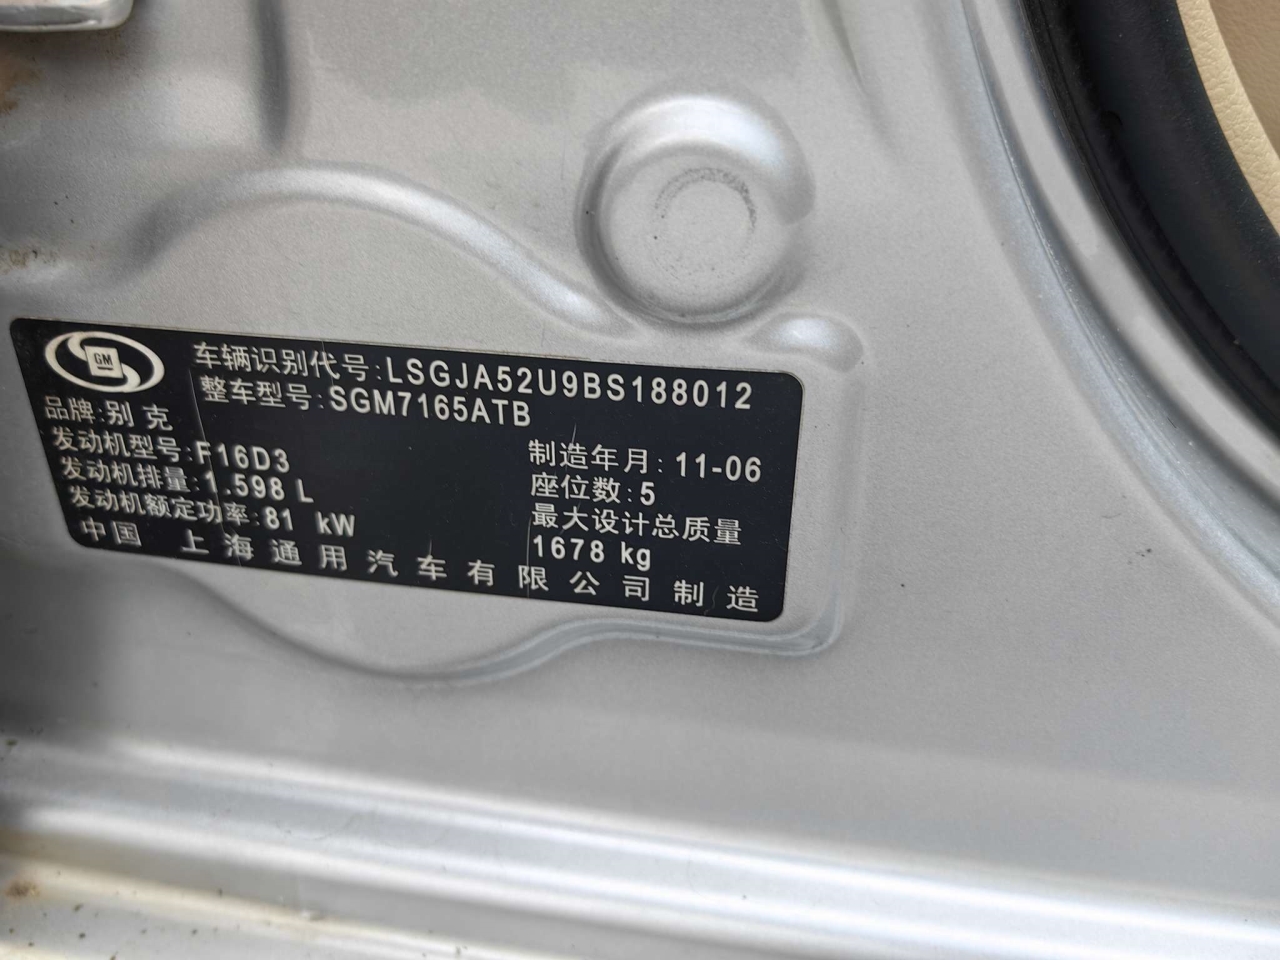 GM
车辆识别代号:LSGJA52U9BS188012
整车型号:SGM7165ATB
品牌:别克
发动机型号:F16D3
发动机排量:1.598 L
发动机额定功率:81 kW
制造年月:11-06
座位数:5
最大设计总质量
1678 kg
中国 上海通用汽车有限公司制造